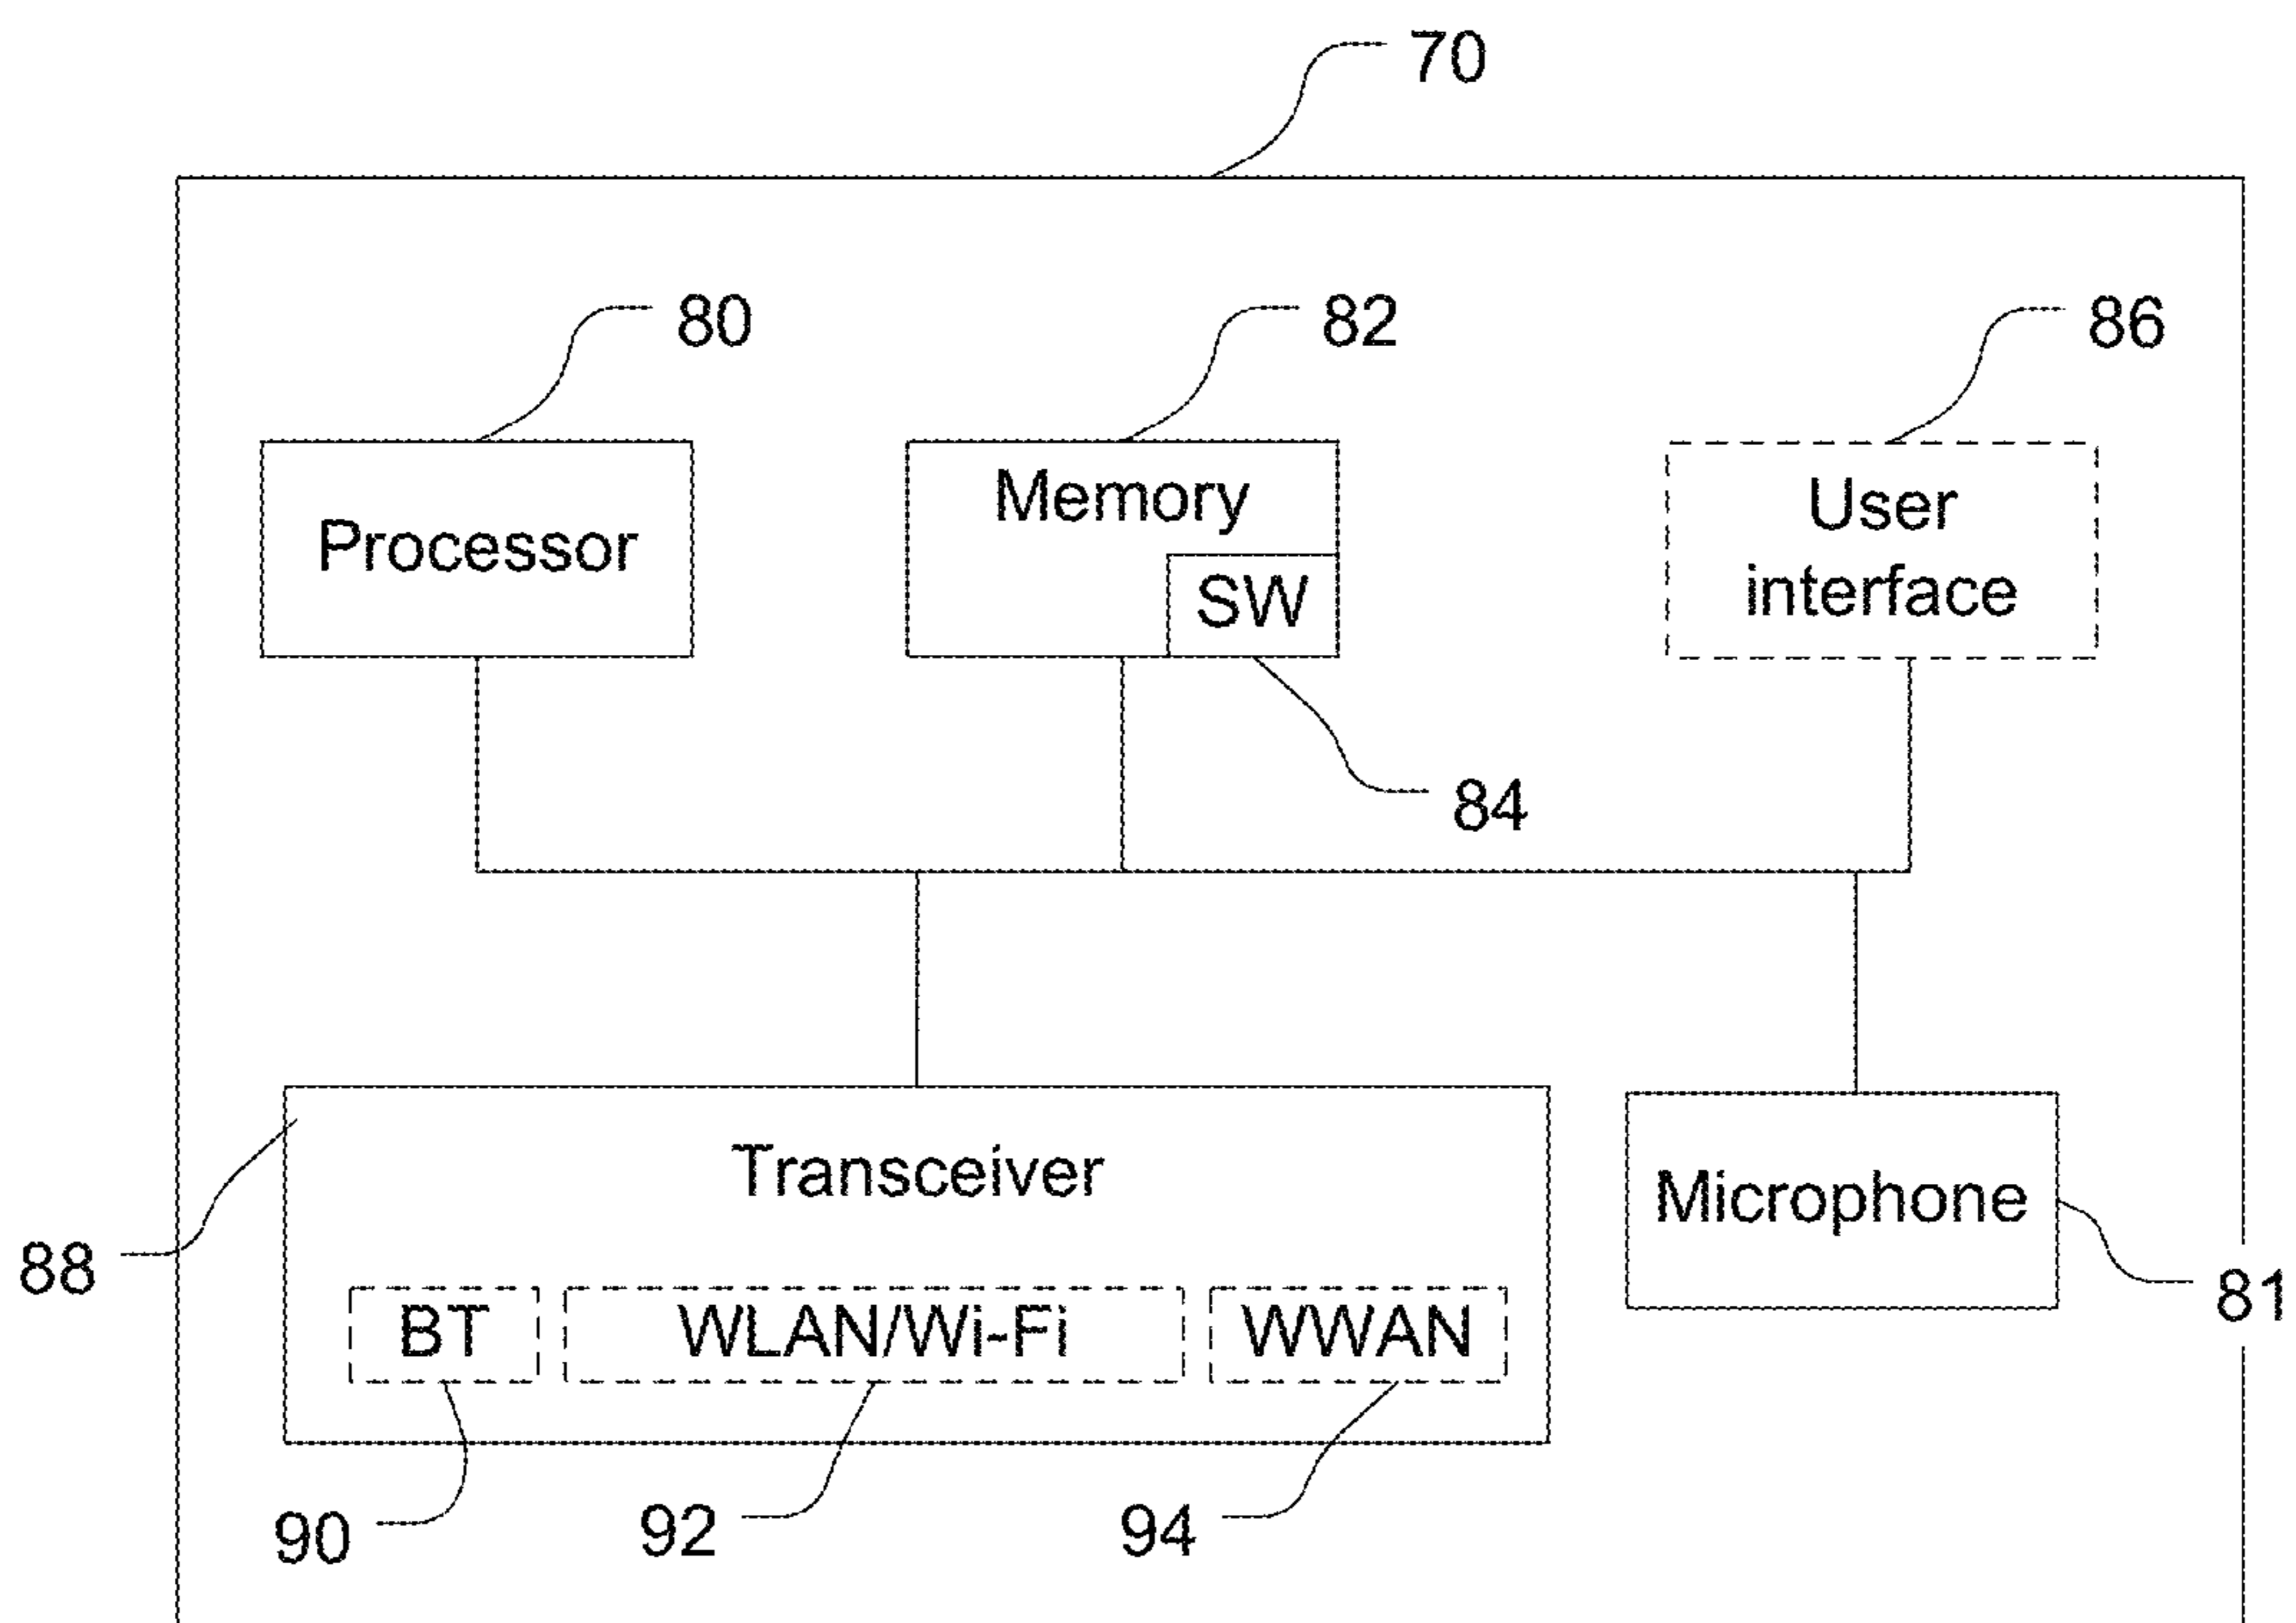 70
80
82
86
Processor
Memory
SW
User
interface
84
Transceiver
Microphone
88
81
BT
WLAN/Wi-Fi
WWAN
90
92
94